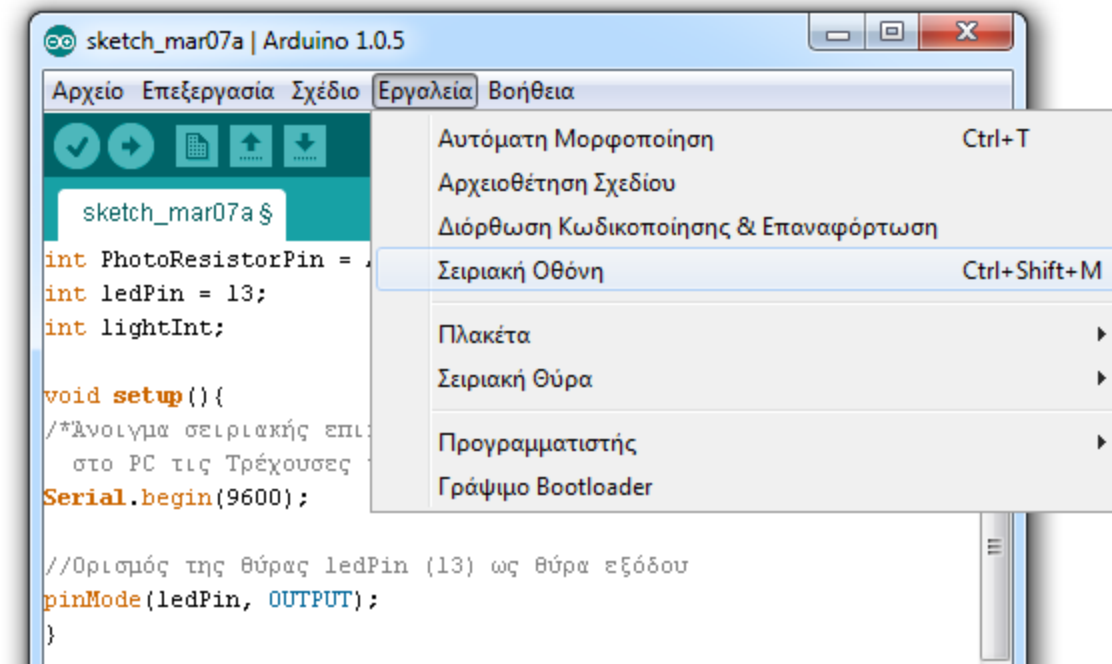 sketch_mar07a | Arduino 1.0.5
Αρχείο Επεξεργασία Σχέδιο Εργαλεία Βοήθεια
Αυτόματη Μορφοποίηση Ctrl+T
Αρχειοθέτηση Σχεδίου
Διόρθωση Κωδικοποίησης & Επαναφόρτωση
Σειριακή Οθόνη Ctrl+Shift+M
Πλακέτα
Σειριακή Θύρα
Προγραμματιστής
Γράψιμο Bootloader
sketch_mar07a §
int PhotoResistorPin =
int ledPin = 13;
int lightInt;
void setup(){
/*Άνοιγμα σειριακής
στο PC τις Τρέχουσες
Serial.begin(9600);
//Ορισμός της θύρας ledPin (13) ως θύρα εξόδου
pinMode(ledPin, OUTPUT);
}